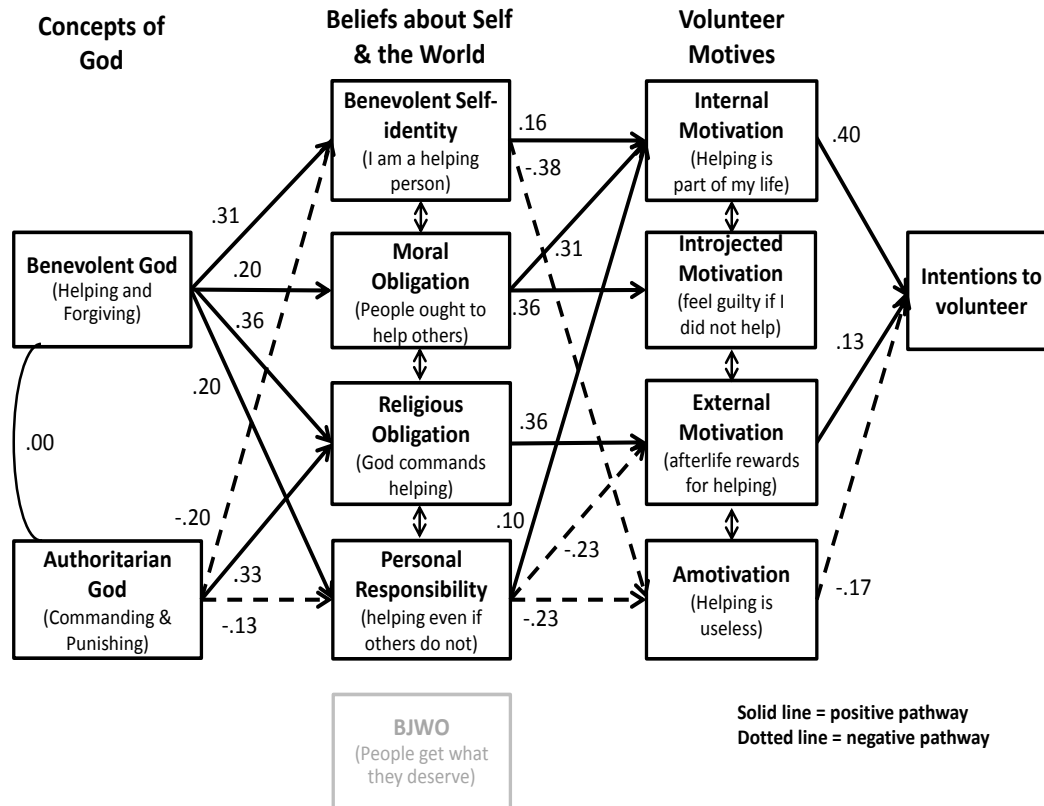 Concepts of
God
Beliefs about Self
& the World
Volunteer
Motives
Benevolent God
(Helping and
Forgiving)
.00
Authoritarian
God
(Commanding &
Punishing)
.31
.20
.36
.20
-.20
.33
-.13
Benevolent Self-
identity
(I am a helping
person)
Moral
Obligation
(People ought to
help others)
Religious
Obligation
(God commands
helping)
Personal
Responsibility
(helping even if
others do not)
BJWO
(People get what
they deserve)
.16
-.38
.31
.36
.36
.10
-.23
-.23
Internal
Motivation
(Helping is
part of my life)
Introjected
Motivation
(feel guilty if I
did not help)
External
Motivation
(afterlife rewards
for helping)
Amotivation
(Helping is
useless)
.40
.13
-.17
Intentions to
volunteer
Solid line = positive pathway
Dotted line = negative pathway